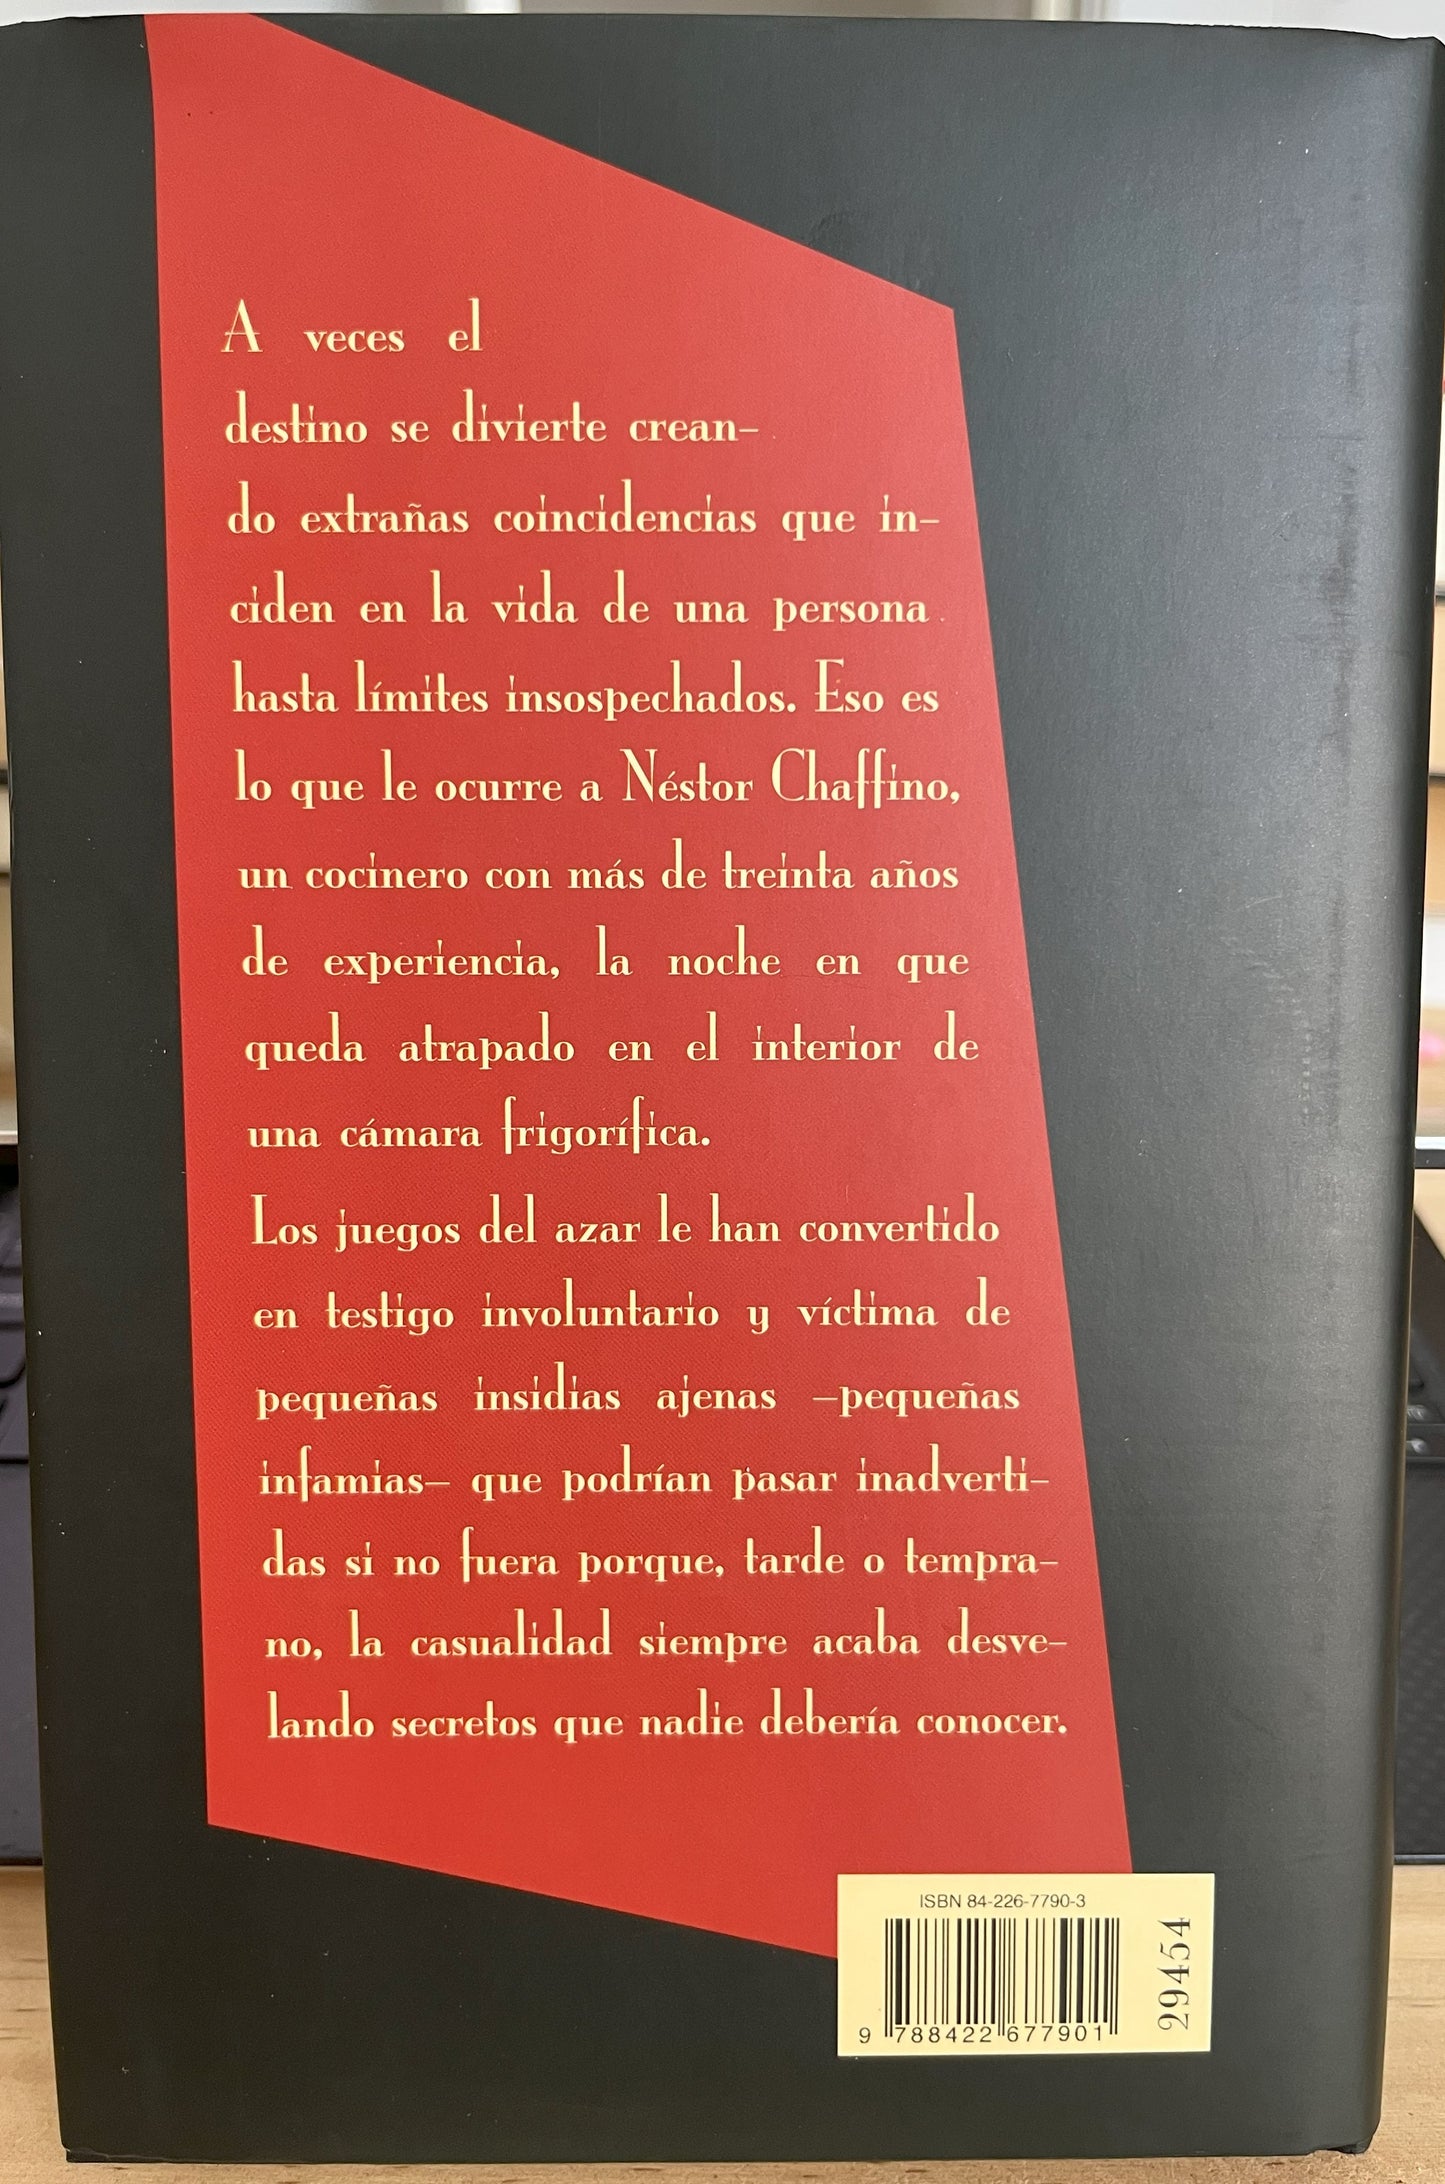 A veces el
destino se divierte crean-
do extrañas coincidencias que in-
ciden en la vida de una persona
hasta límites insospechados. Eso es
lo que le ocurre a Néstor Chaffino,
un cocinero con más de treinta años
de experiencia, la noche en que
queda atrapado en el interior de
una cámara frigorífica.
Los juegos del azar le han convertido
en testigo involuntario y víctima de
pequeñas insidias ajenas –pequeñas
infamias– que podrían pasar inadverti-
das si no fuera porque, tarde o tempra-
no, la casualidad siempre acaba desve-
lando secretos que nadie debería conocer.
ISBN 84-226-7790-3
9 788422 677901
29454